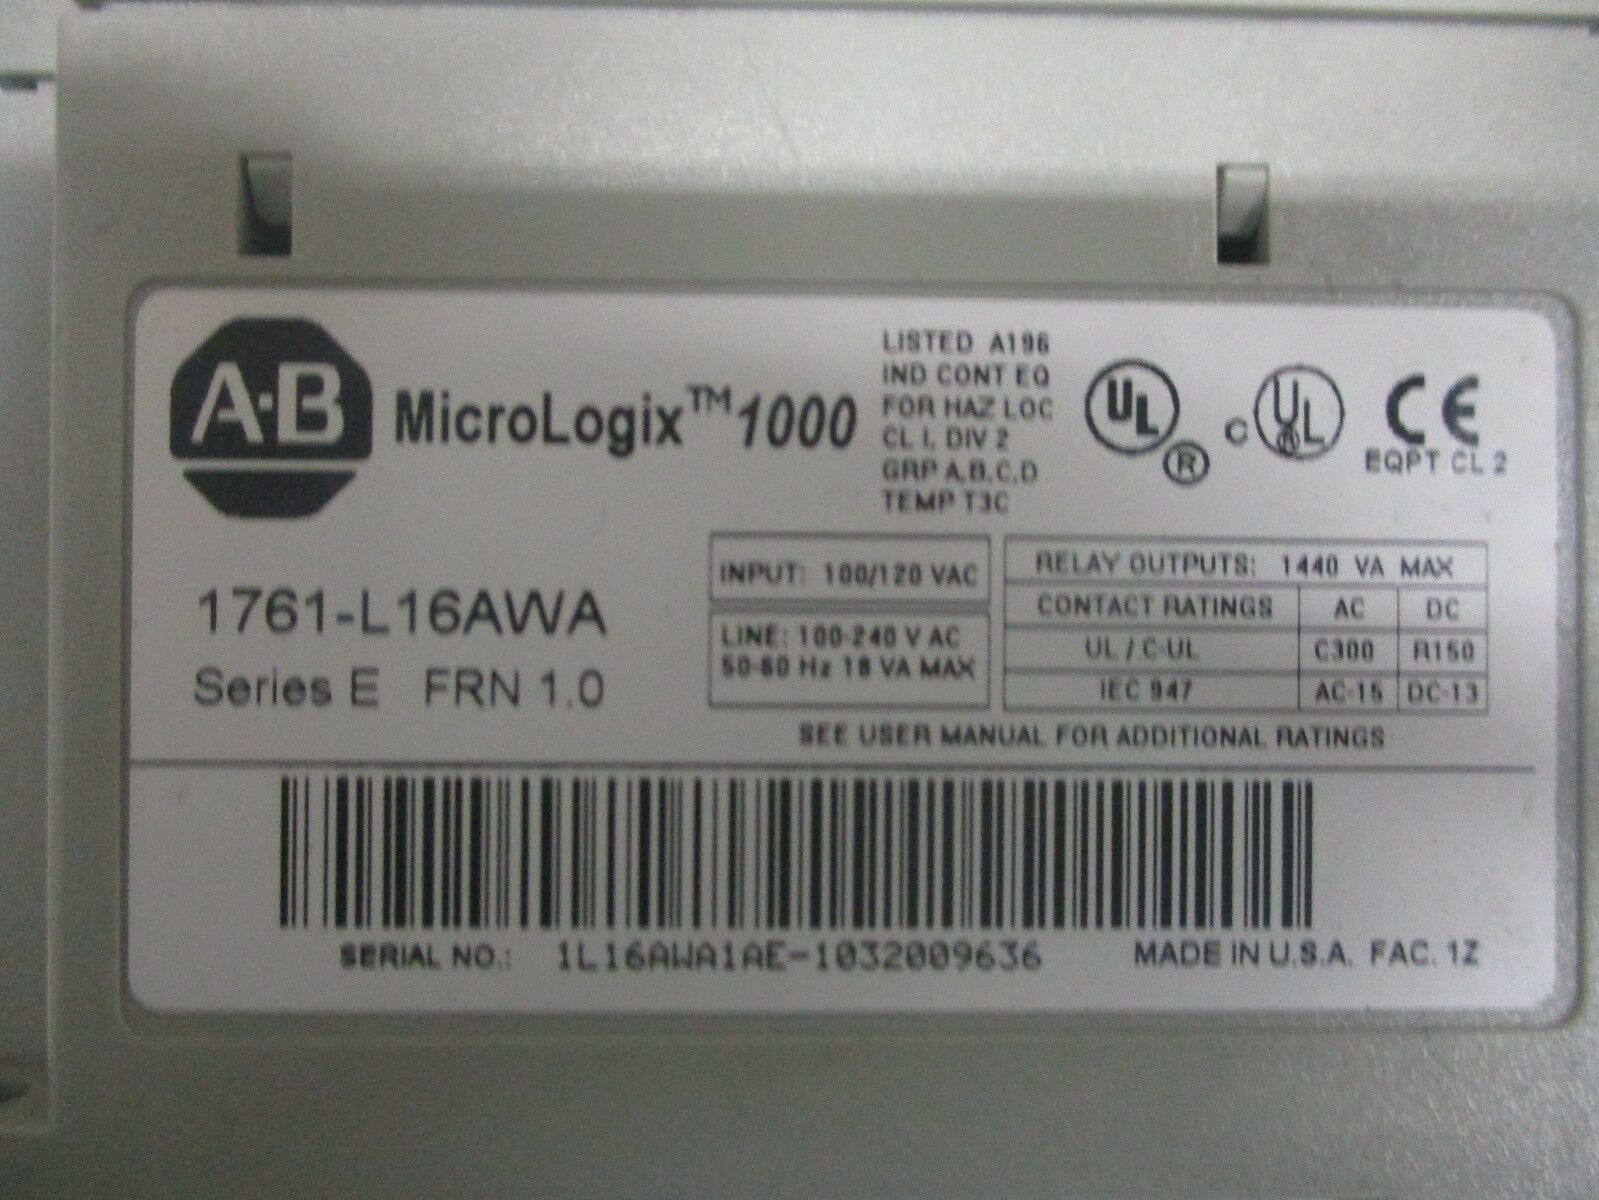 A-B MicroLogix™ 1000
LISTED A196
IND CONT EQ
FOR HAZ LOC
CL I, DIV 2
GRP A,B,C,D
TEMP T3C
UL ®
C UL
CE
EQPT CL 2
1761-L16AWA
Series E FRN 1.0
INPUT: 100/120 VAC
LINE: 100-240 V AC
50-60 Hz 18 VA MAX
RELAY OUTPUTS: 1440 VA MAX
CONTACT RATINGS AC DC
UL / C-UL C300 R150
IEC 947 AC-15 DC-13
SEE USER MANUAL FOR ADDITIONAL RATINGS
SERIAL NO.: 1L16AWA1AE-1032009636 MADE IN U.S.A. FAC. 1Z